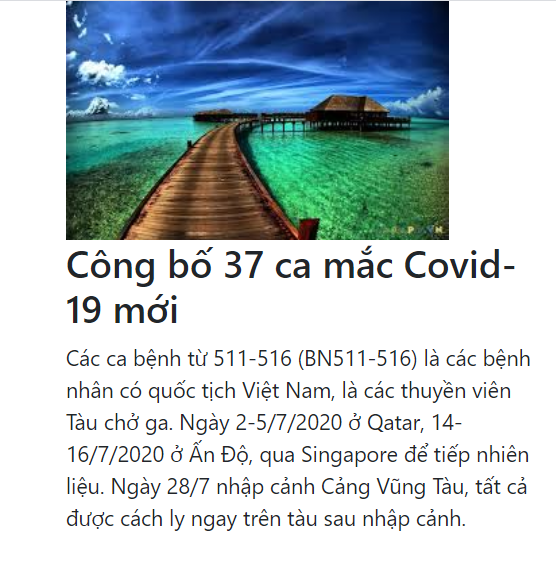 Công bố 37 ca mắc Covid-
19 mới
Các ca bệnh từ 511-516 (BN511-516) là các bệnh
nhân có quốc tịch Việt Nam, là các thuyền viên
Tàu chở ga. Ngày 2-5/7/2020 ở Qatar, 14-
16/7/2020 ở Ấn Độ, qua Singapore để tiếp nhiên
liệu. Ngày 28/7 nhập cảnh Cảng Vũng Tàu, tất cả
được cách ly ngay trên tàu sau nhập cảnh.